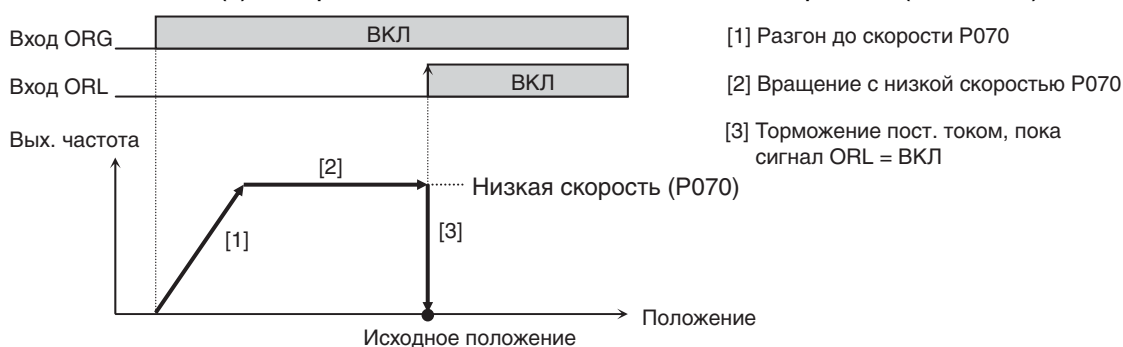 Вход ORG
ВКЛ
[1] Разгон до скорости P070
Вход ORL
ВКЛ
[2] Вращение с низкой скоростью P070
Вых. частота
[3] Торможение пост. током, пока
сигнал ORL = ВКЛ
[2]
Низкая скорость (P070)
[1]
[3]
Положение
Исходное положение